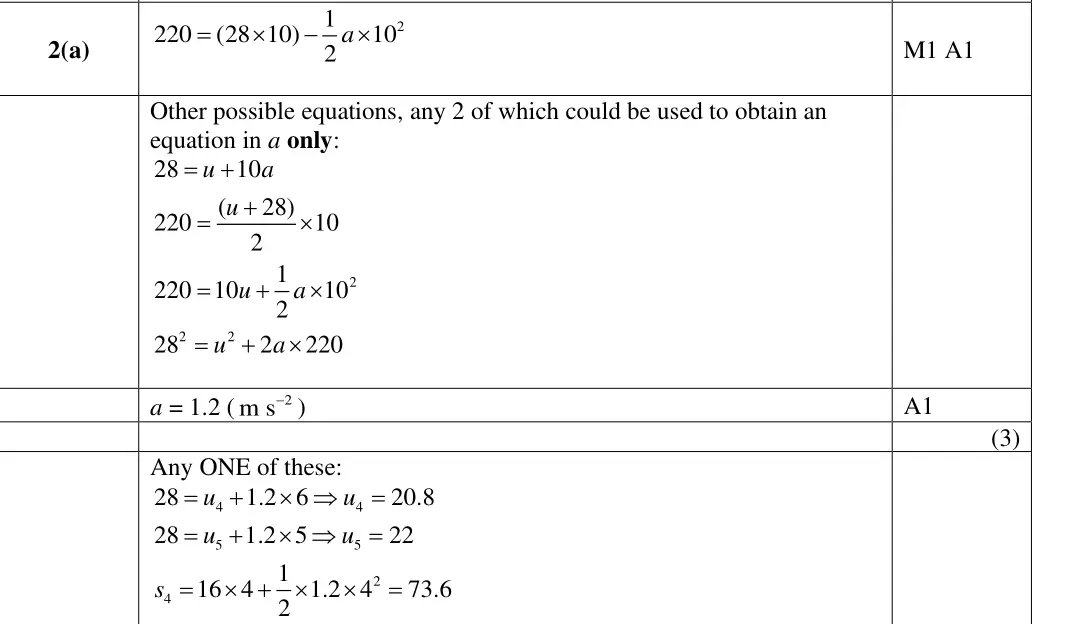 2(a)
220 = (28×10) − 1/2 a×10²
M1 A1
Other possible equations, any 2 of which could be used to obtain an
equation in a only:
28 = u +10a
220 = (u + 28)/2 ×10
220 = 10u + 1/2 a×10²
28² = u² + 2a × 220
a = 1.2 ( m s⁻² )
A1
(3)
Any ONE of these:
28 = u₄ +1.2×6 ⇒ u₄ = 20.8
28 = u₅ +1.2×5 ⇒ u₅ = 22
s₄ = 16×4 + 1/2 ×1.2×4² = 73.6